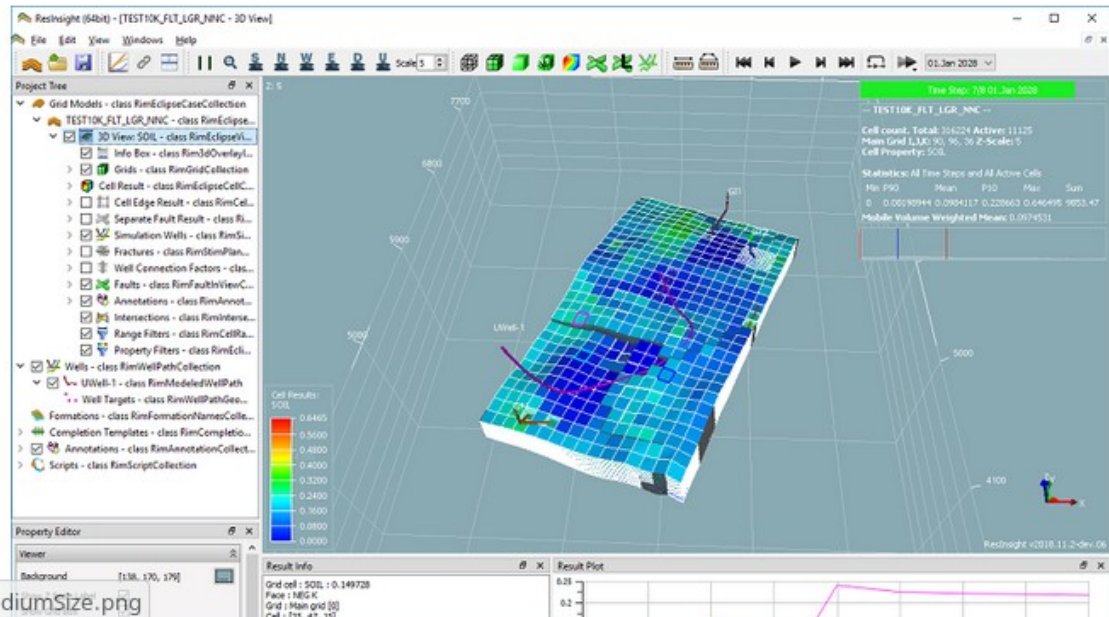 ResInsight (64bit) - [TEST10K_FLT_LGR_NNC - 3D View]
File Edit View Windows Help
S N W E D U Scale 5 01.Jan 2028
Project Tree
Grid Models - class RimEclipseCaseCollection
TEST10K_FLT_LGR_NNC - class RimEclipse...
3D View: SOIL - class RimEclipseVi...
Info Box - class Rim3dOverlayI...
Grids - class RimGridCollection
Cell Result - class RimEclipseCellC...
Cell Edge Result - class RimCel...
Separate Fault Result - class Ri...
Simulation Wells - class RimSi...
Fractures - class RimStimPlan...
Well Connection Factors - clas...
Faults - class RimFaultInViewC...
Annotations - class RimAnnot...
Intersections - class RimInterse...
Range Filters - class RimCellRa...
Property Filters - class RimEcli...
Wells - class RimWellPathCollection
UWell-1 - class RimModeledWellPath
Well Targets - class RimWellPathGeo...
Formations - class RimFormationNamesColle...
Completion Templates - class RimCompletio...
Annotations - class RimAnnotationCollect...
Scripts - class RimScriptCollection
Property Editor
Viewer
Background [138, 170, 179]
diumSize.png
Z: 5
7700
6800
5900
5000
UWell-1
5000
4100
X
Time Step: 7/8 01.Jan 2028
-- TEST10K_FLT_LGR_NNC --
Cell count, Total: 316224 Active: 11125
Main Grid I,J,K: 90, 96, 36 Z-Scale: 5
Cell Property: SOIL
Statistics: All Time Steps and All Active Cells
Min P90 Mean P10 Max Sum
0 0.00198944 0.0984117 0.228663 0.646495 9853.47
Mobile Volume Weighted Mean: 0.0974531
Cell Results:
SOIL
0.6465
0.5600
0.4800
0.4000
0.3200
0.2400
0.1600
0.0800
0.0000
ResInsight v2018.11.2-dev.06
Result Info
Grid cell : SOIL : 0.149728
Face : NEG K
Grid : Main grid [0]
Result Plot
0.25
0.2